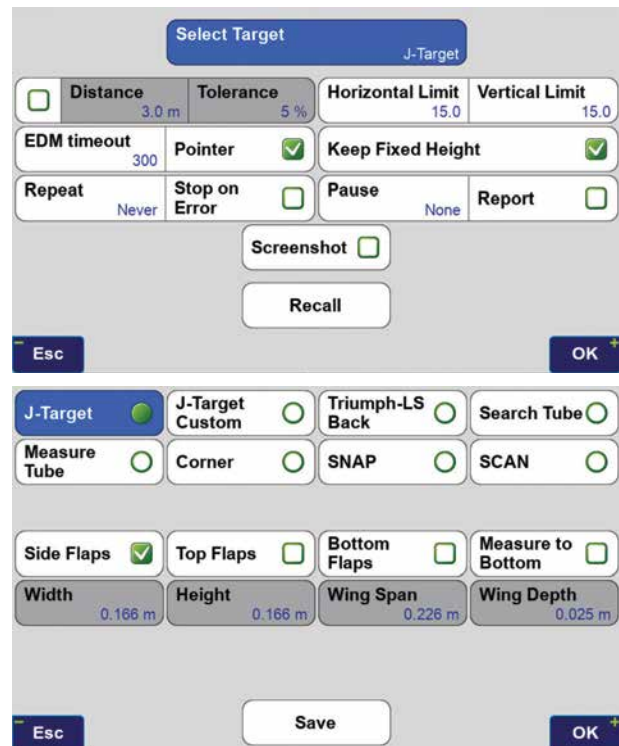 Select Target
J-Target
Distance
3.0 m
Tolerance
5 %
Horizontal Limit
15.0
Vertical Limit
15.0
EDM timeout
300
Pointer
Keep Fixed Height
Repeat
Never
Stop on
Error
Pause
None
Report
Screenshot
Recall
Esc
OK
J-Target
J-Target
Custom
Triumph-LS
Back
Search Tube
Measure
Tube
Corner
SNAP
SCAN
Side Flaps
Top Flaps
Bottom
Flaps
Measure to
Bottom
Width
0.166 m
Height
0.166 m
Wing Span
0.226 m
Wing Depth
0.025 m
Save
Esc
OK